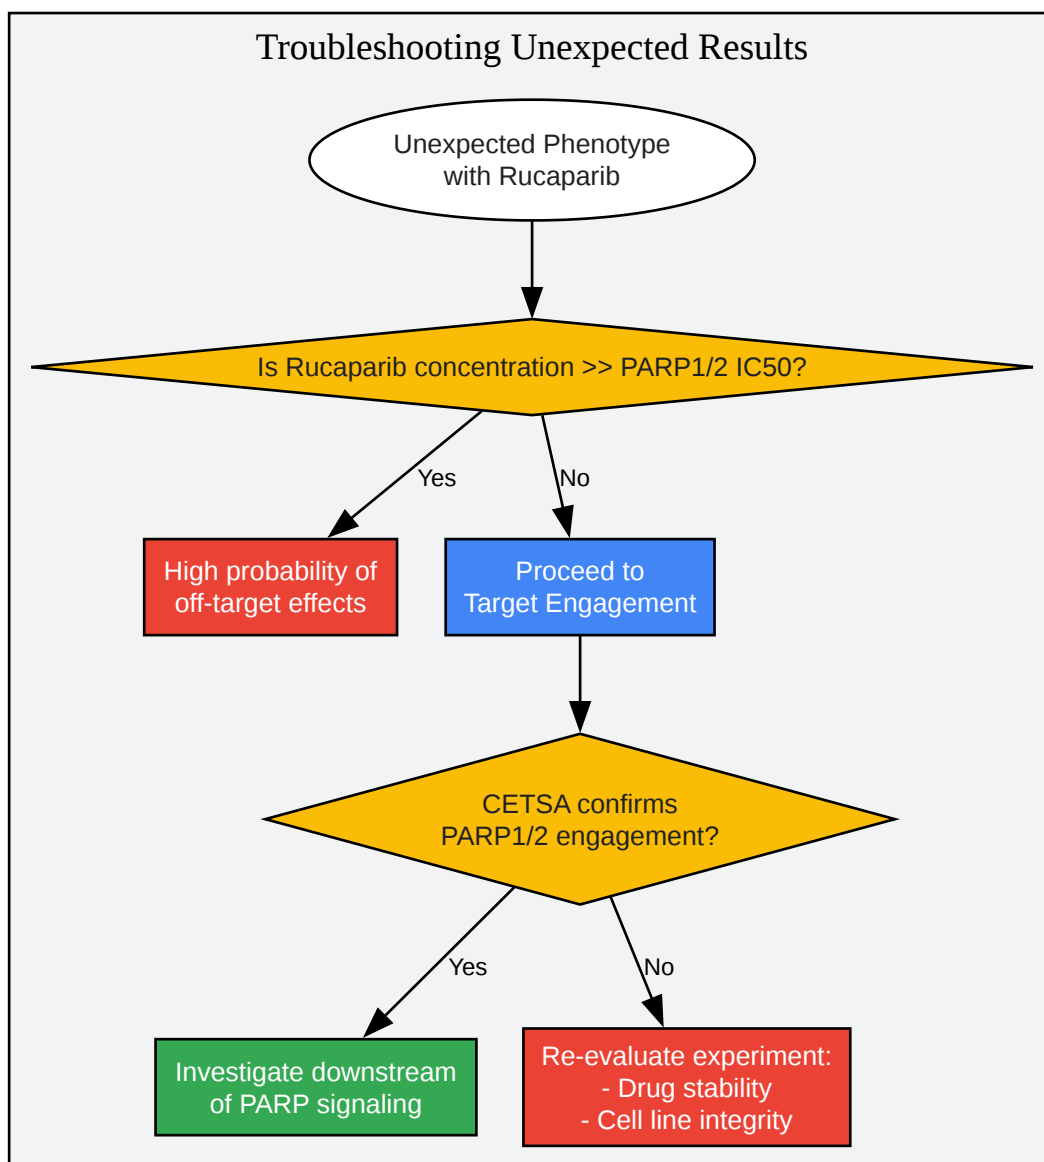 Troubleshooting Unexpected Results
Unexpected Phenotype
with Rucaparib
Is Rucaparib concentration >> PARP1/2 IC50?
Yes
No
High probability of
off-target effects
Proceed to
Target Engagement
CETSA confirms
PARP1/2 engagement?
Yes
No
Investigate downstream
of PARP signaling
Re-evaluate experiment:
- Drug stability
- Cell line integrity